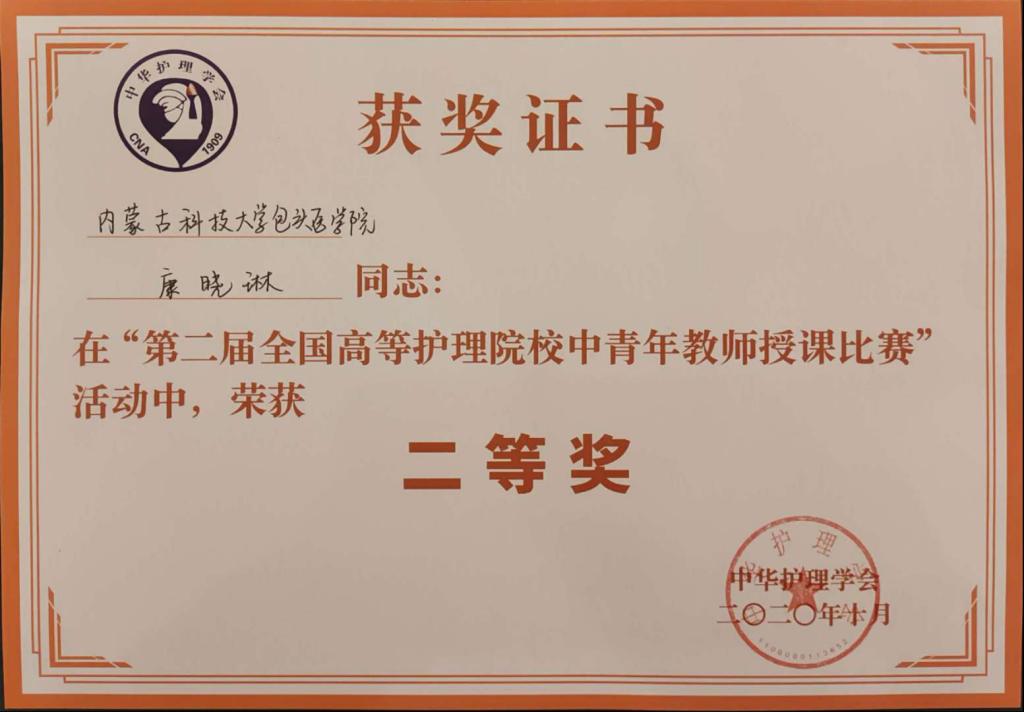 中华护理学会
CNA 1909
获奖证书
内蒙古科技大学包头医学院
康晓琳 同志：
在“第二届全国高等护理院校中青年教师授课比赛”
活动中，荣获
二等奖
护理
中华护理学会
二〇二〇年十月